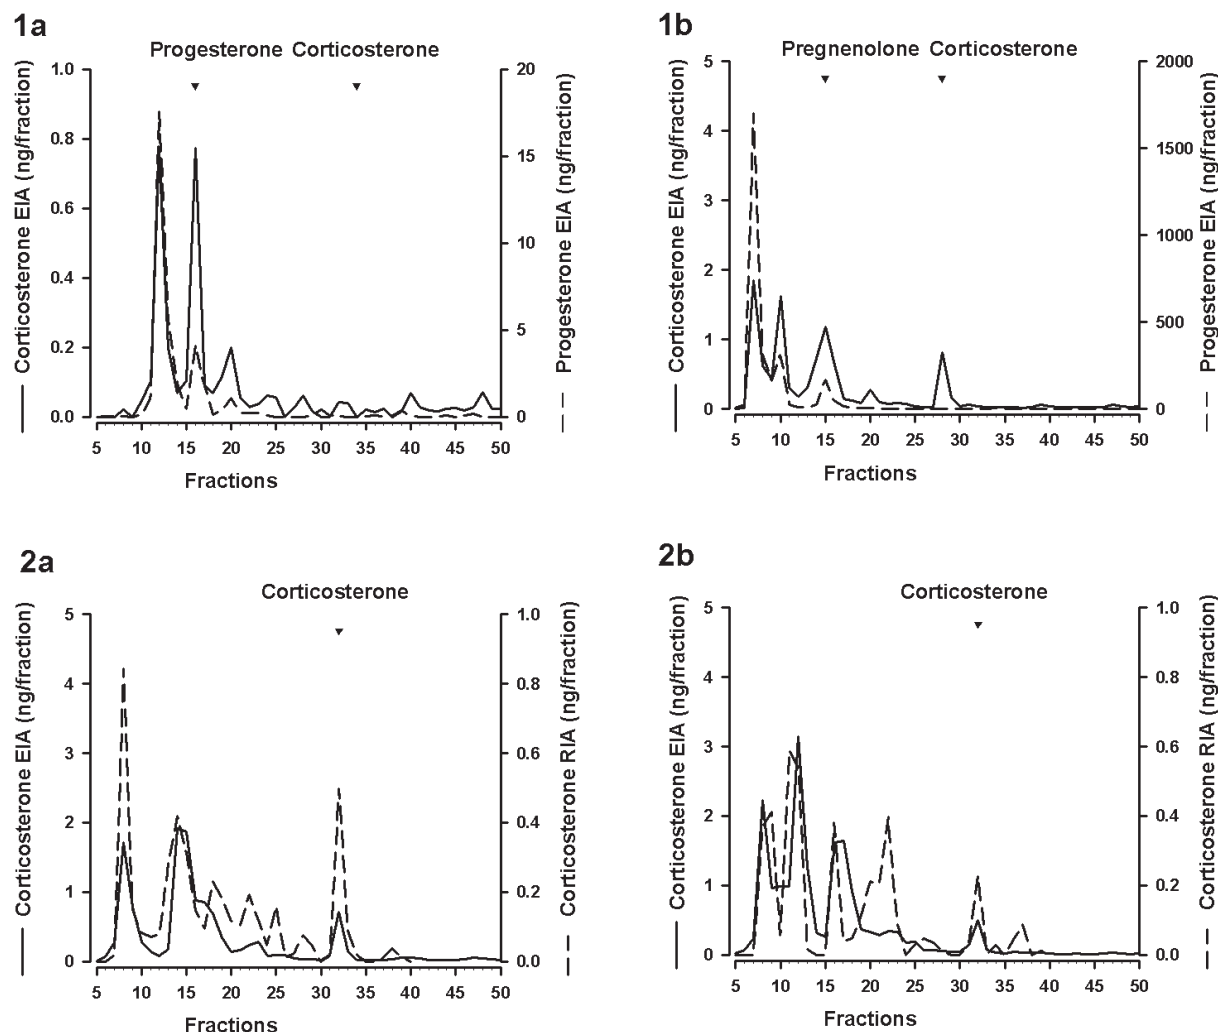 1a
Progesterone Corticosterone
Corticosterone EIA (ng/fraction)
1.0
0.8
0.6
0.4
0.2
0.0
20
15
10
5
0
Progesterone EIA (ng/fraction)
5 10 15 20 25 30 35 40 45 50
Fractions
1b
Pregnenolone Corticosterone
Corticosterone EIA (ng/fraction)
5
4
3
2
1
0
2000
1500
1000
500
0
Progesterone EIA (ng/fraction)
5 10 15 20 25 30 35 40 45 50
Fractions
2a
Corticosterone
Corticosterone EIA (ng/fraction)
5
4
3
2
1
0
1.0
0.8
0.6
0.4
0.2
0.0
Corticosterone RIA (ng/fraction)
5 10 15 20 25 30 35 40 45 50
Fractions
2b
Corticosterone
Corticosterone EIA (ng/fraction)
5
4
3
2
1
0
1.0
0.8
0.6
0.4
0.2
0.0
Corticosterone RIA (ng/fraction)
5 10 15 20 25 30 35 40 45 50
Fractions